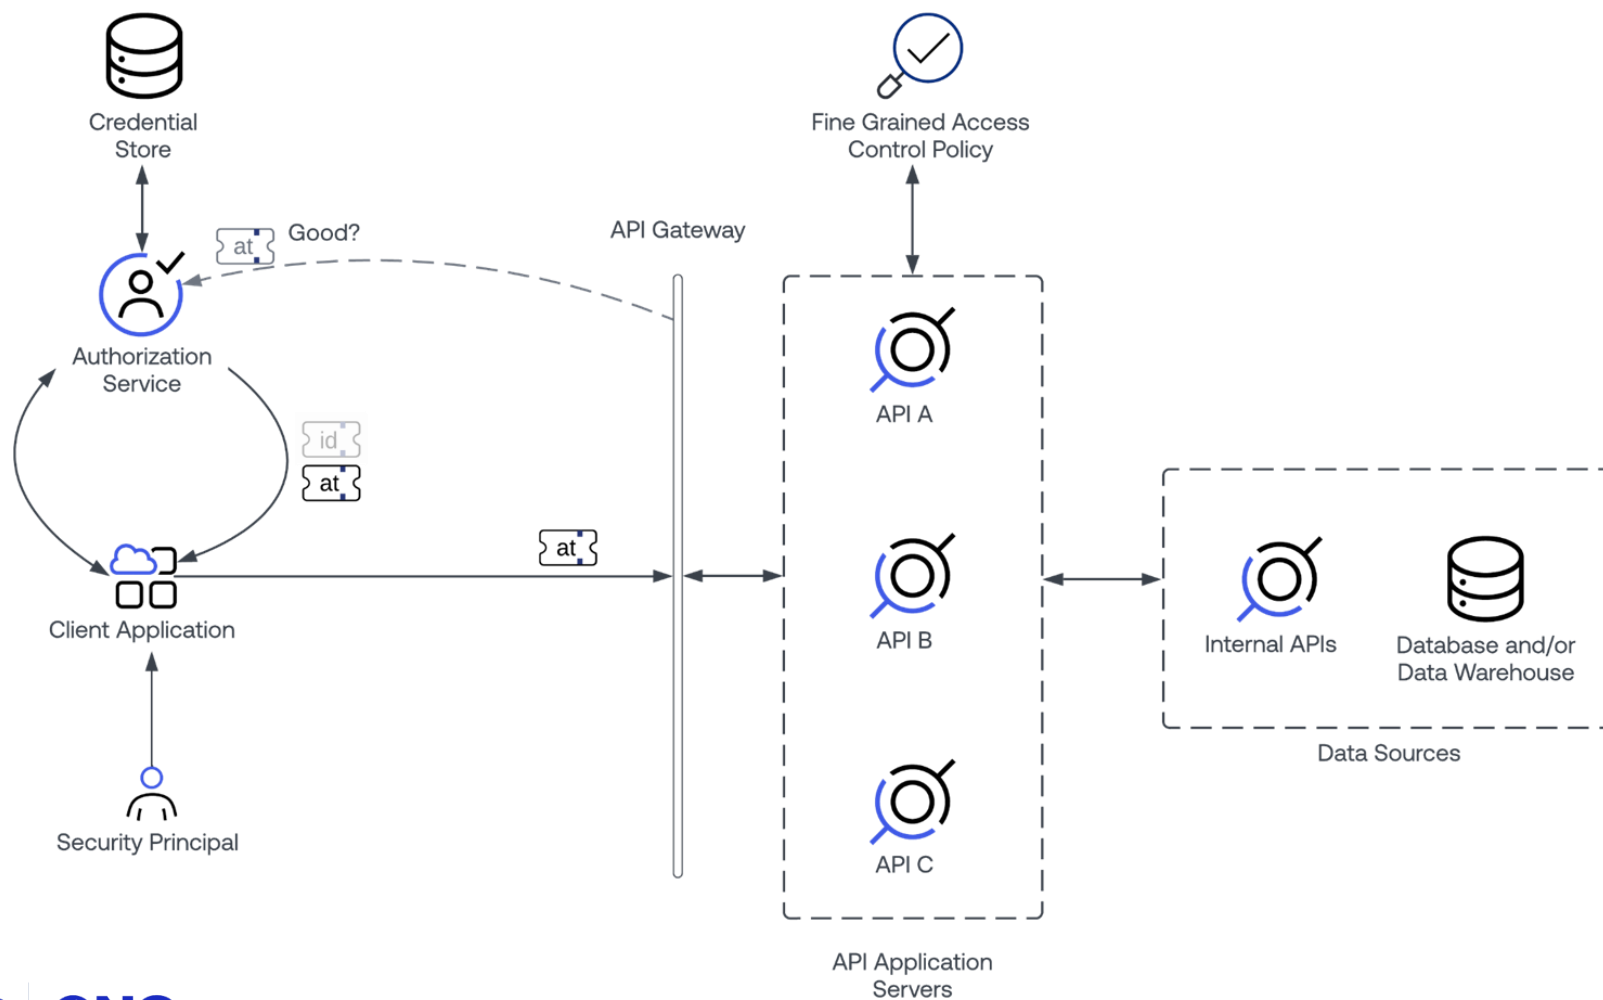 Credential
Store
Fine Grained Access
Control Policy
at
Good?
API Gateway
Authorization
Service
API A
id
at
at
Client Application
API B
Internal APIs
Database and/or
Data Warehouse
Data Sources
Security Principal
API C
API Application
Servers